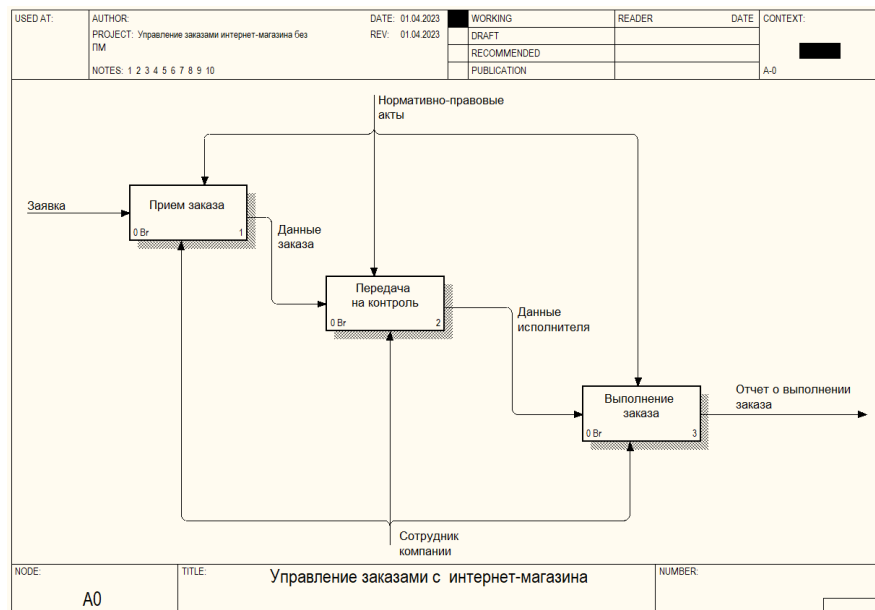 USED AT:
AUTHOR:
DATE: 01.04.2023
WORKING
READER
DATE
CONTEXT:
PROJECT: Управление заказами интернет-магазина без
ПМ
REV: 01.04.2023
DRAFT
RECOMMENDED
NOTES: 1 2 3 4 5 6 7 8 9 10
PUBLICATION
A-0
Нормативно-правовые
акты
Заявка
Прием заказа
0 Br
1
Данные
заказа
Передача
на контроль
0 Br
2
Данные
исполнителя
Выполнение
заказа
0 Br
3
Отчет о выполнении
заказа
Сотрудник
компании
NODE:
A0
TITLE:
Управление заказами с интернет-магазина
NUMBER: